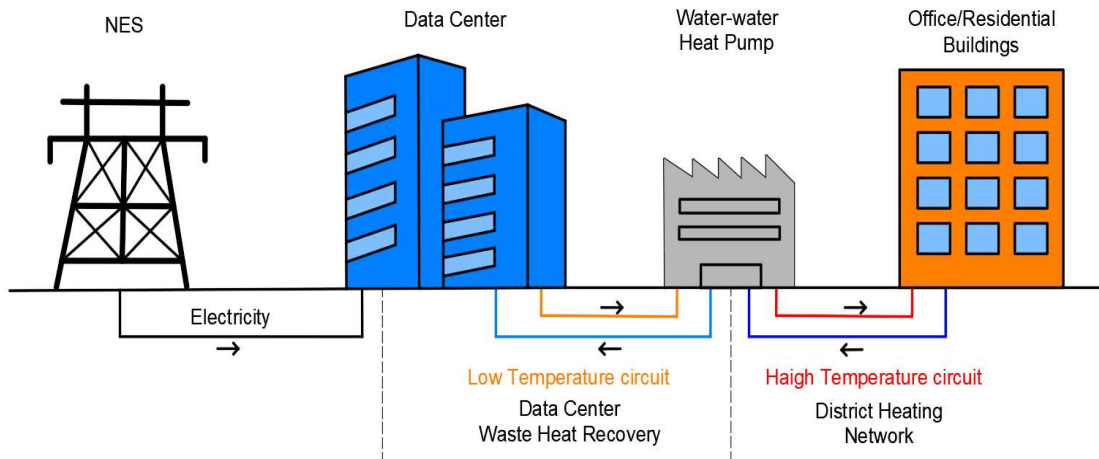 NES
Data Center
Water-water
Heat Pump
Office/Residential
Buildings
Electricity
Low Temperature circuit
Haigh Temperature circuit
Data Center
Waste Heat Recovery
District Heating
Network